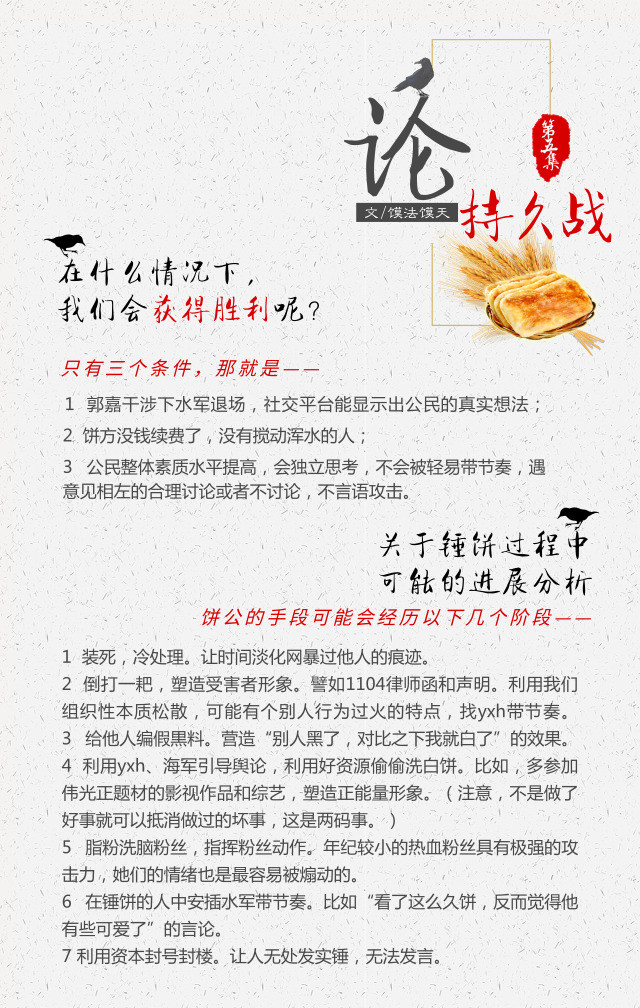 论
第五集
文/馍法馍天
持久战
在什么情况下，
我们会获得胜利呢？
只有三个条件，那就是——
1 郭嘉干涉下水军退场，社交平台能显示出公民的真实想法；
2 饼方没钱续费了，没有搅动浑水的人；
3 公民整体素质水平提高，会独立思考，不会被轻易带节奏，遇
意见相左的合理讨论或者不讨论，不言语攻击。
关于锤饼过程中
可能的进展分析
饼公的手段可能会经历以下几个阶段——
1 装死，冷处理。让时间淡化网暴过他人的痕迹。
2 倒打一耙，塑造受害者形象。譬如1104律师函和声明。利用我们
组织性本质松散，可能有个别人行为过火的特点，找yxh带节奏。
3 给他人编假黑料。营造“别人黑了，对比之下我就白了”的效果。
4 利用yxh、海军引导舆论，利用好资源偷偷洗白饼。比如，多参加
伟光正题材的影视作品和综艺，塑造正能量形象。（注意，不是做了
好事就可以抵消做过的坏事，这是两码事。）
5 脂粉洗脑粉丝，指挥粉丝动作。年纪较小的热血粉丝具有极强的攻
击力，她们的情绪也是最容易被煽动的。
6 在锤饼的人中安插水军带节奏。比如“看了这么久饼，反而觉得他
有些可爱了”的言论。
7 利用资本封号封楼。让人无处发实锤，无法发言。